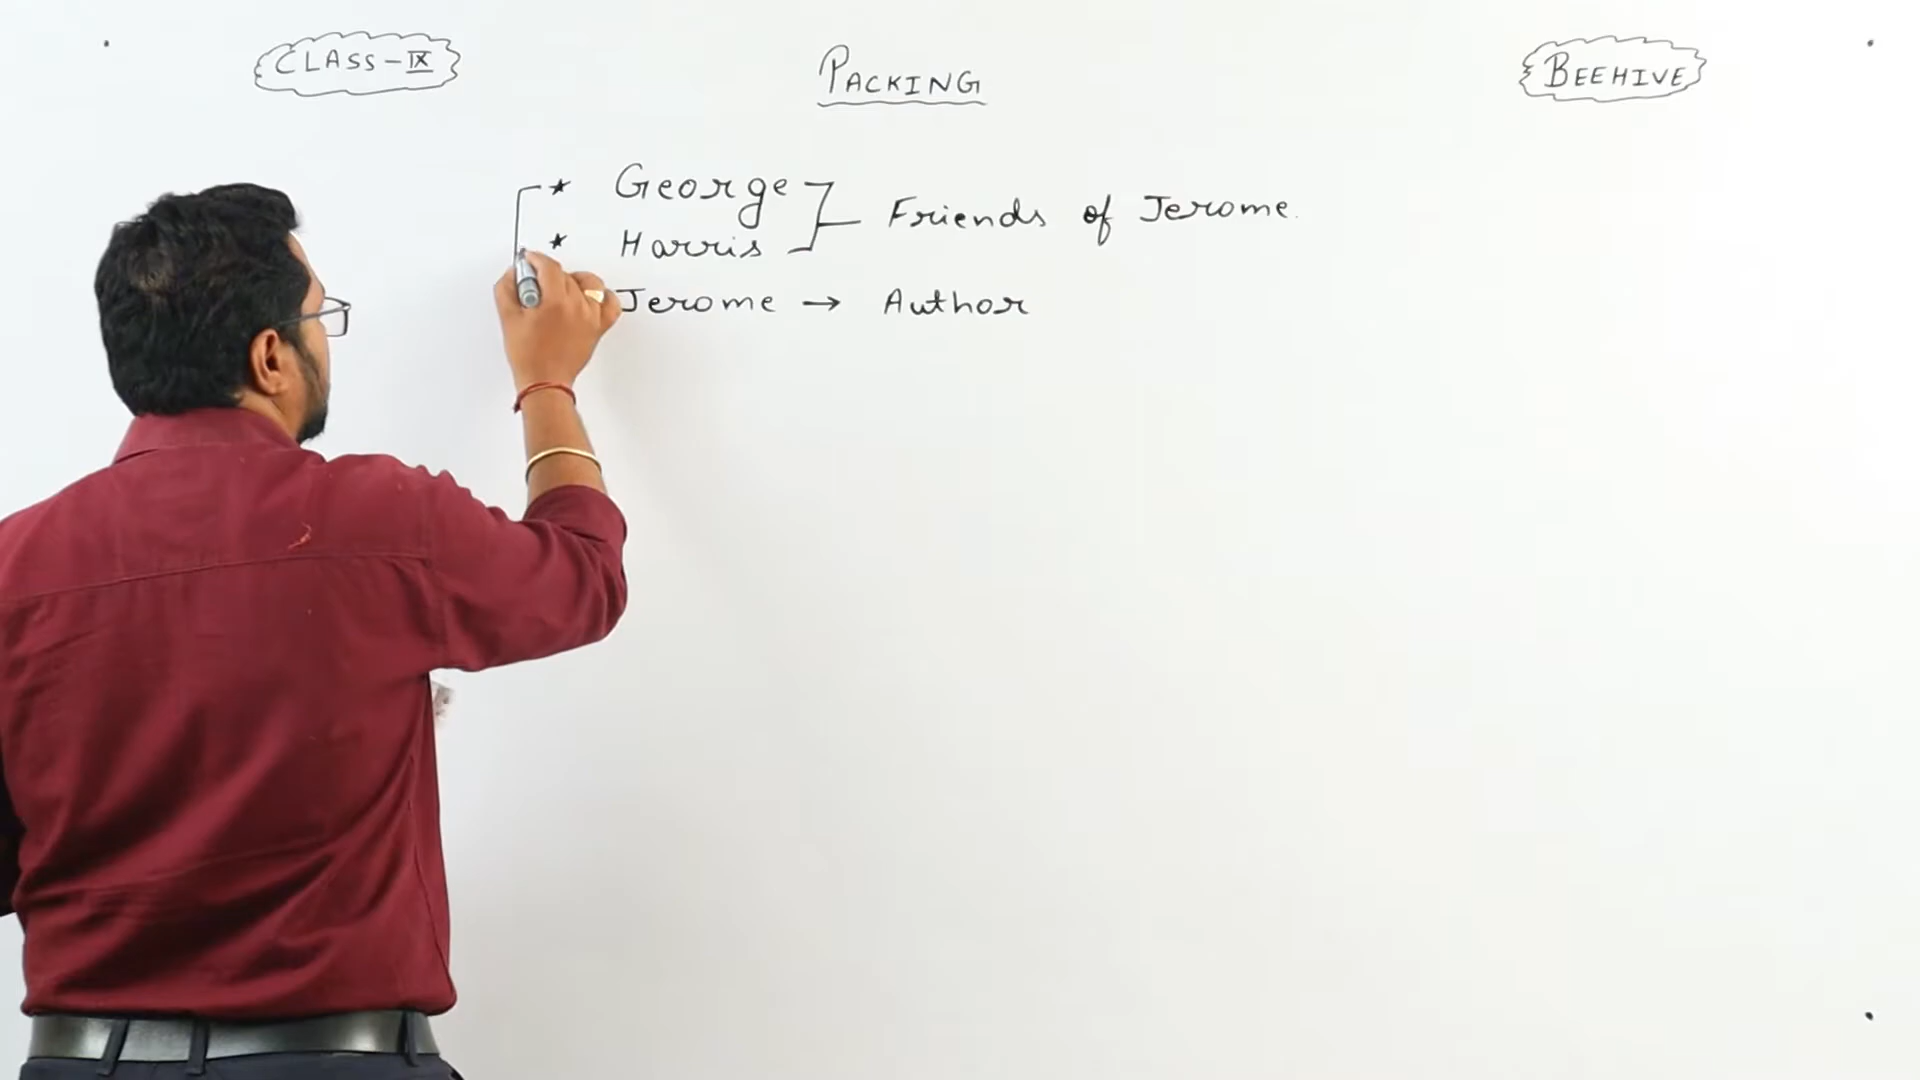 CLASS-IX
PACKING
BEEHIVE
★ George
★ Harris
Friends of Jerome.
Jerome → Author